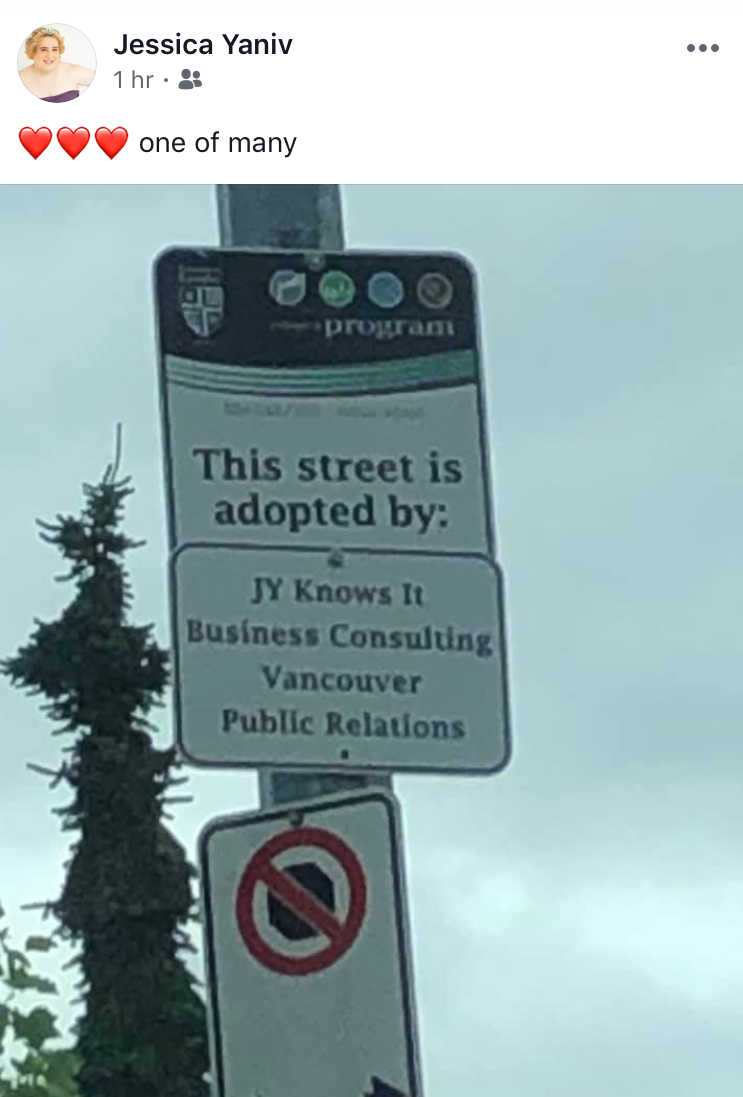 Jessica Yaniv
1 hr ·
❤️❤️❤️ one of many
program
This street is
adopted by:
JY Knows It
Business Consulting
Vancouver
Public Relations